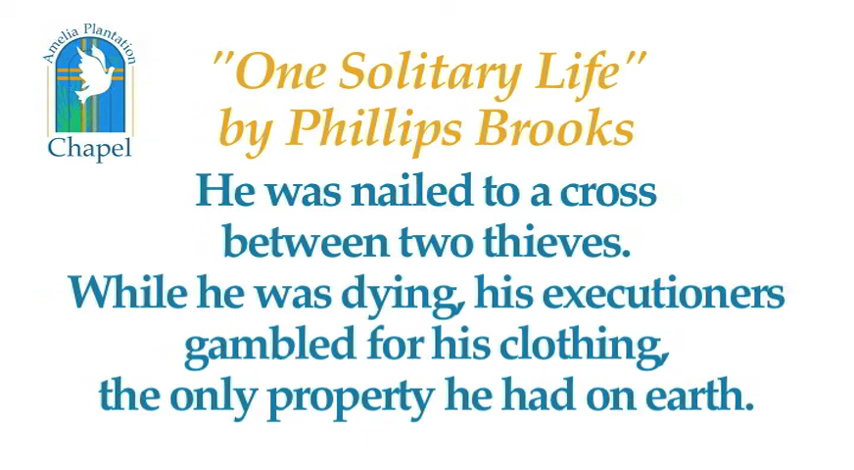 Amelia Plantation
Chapel
"One Solitary Life"
by Phillips Brooks
He was nailed to a cross
between two thieves.
While he was dying, his executioners
gambled for his clothing,
the only property he had on earth.